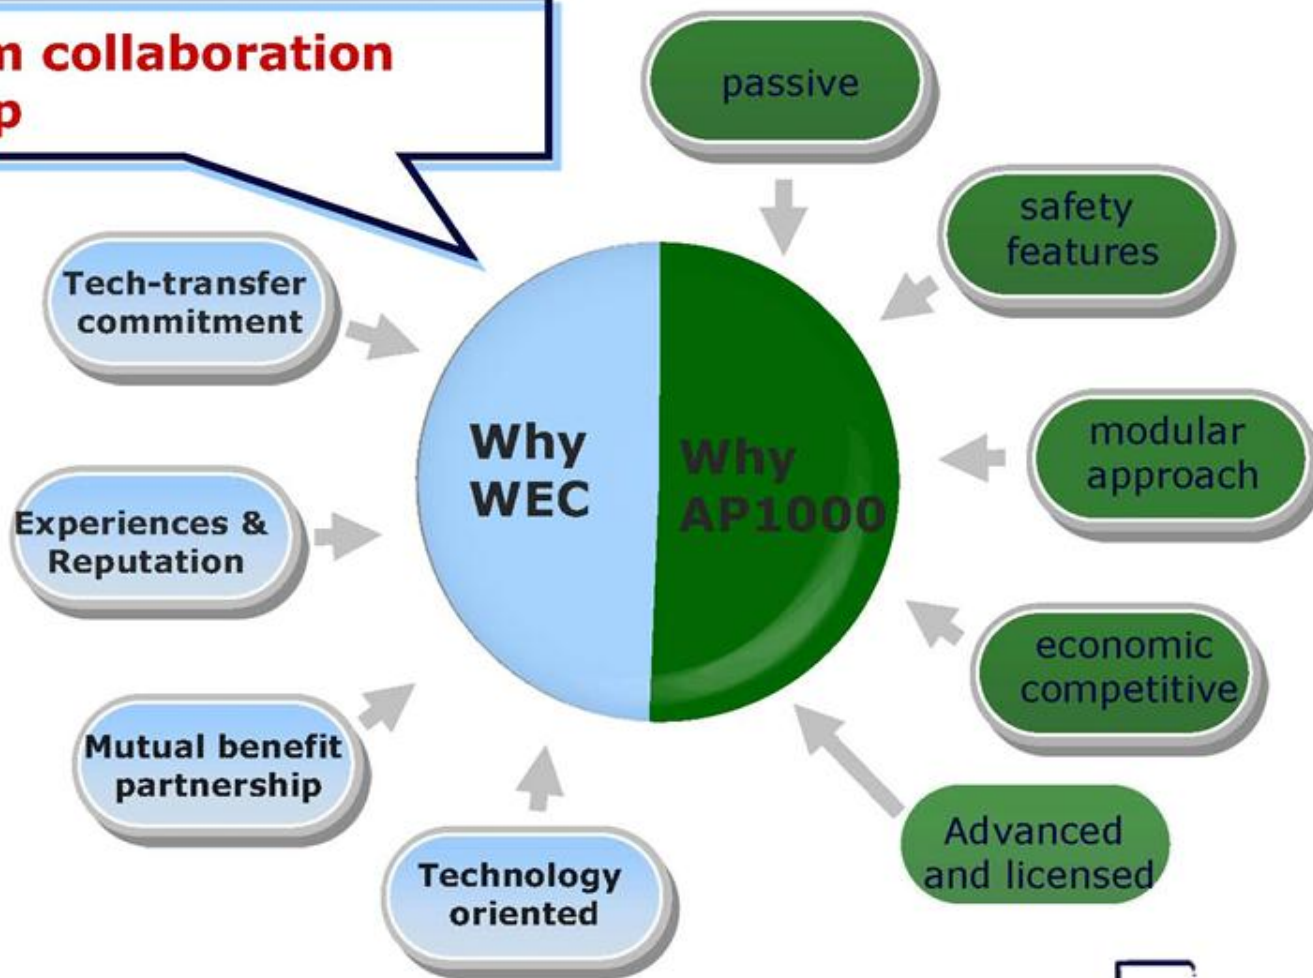 collaboration
passive
safety
features
Tech-transfer
commitment
Why
WEC
Why
AP1000
modular
approach
Experiences &
Reputation
economic
competitive
Mutual benefit
partnership
Advanced
and licensed
Technology
oriented